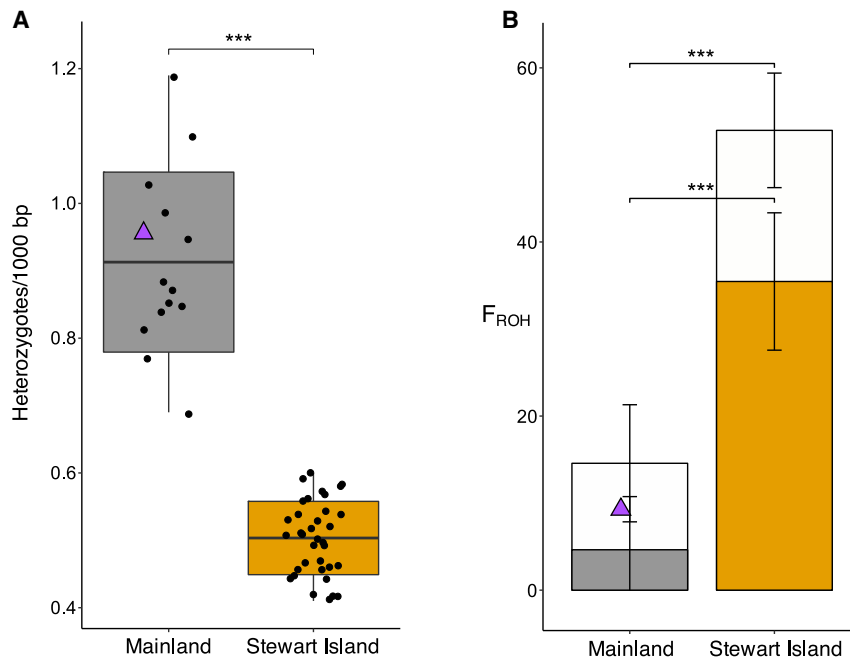 A
Heterozygotes/1000 bp
1.2
1.0
0.8
0.6
0.4
***
Mainland
Stewart Island
B
FROH
60
40
20
0
***
***
Mainland
Stewart Island